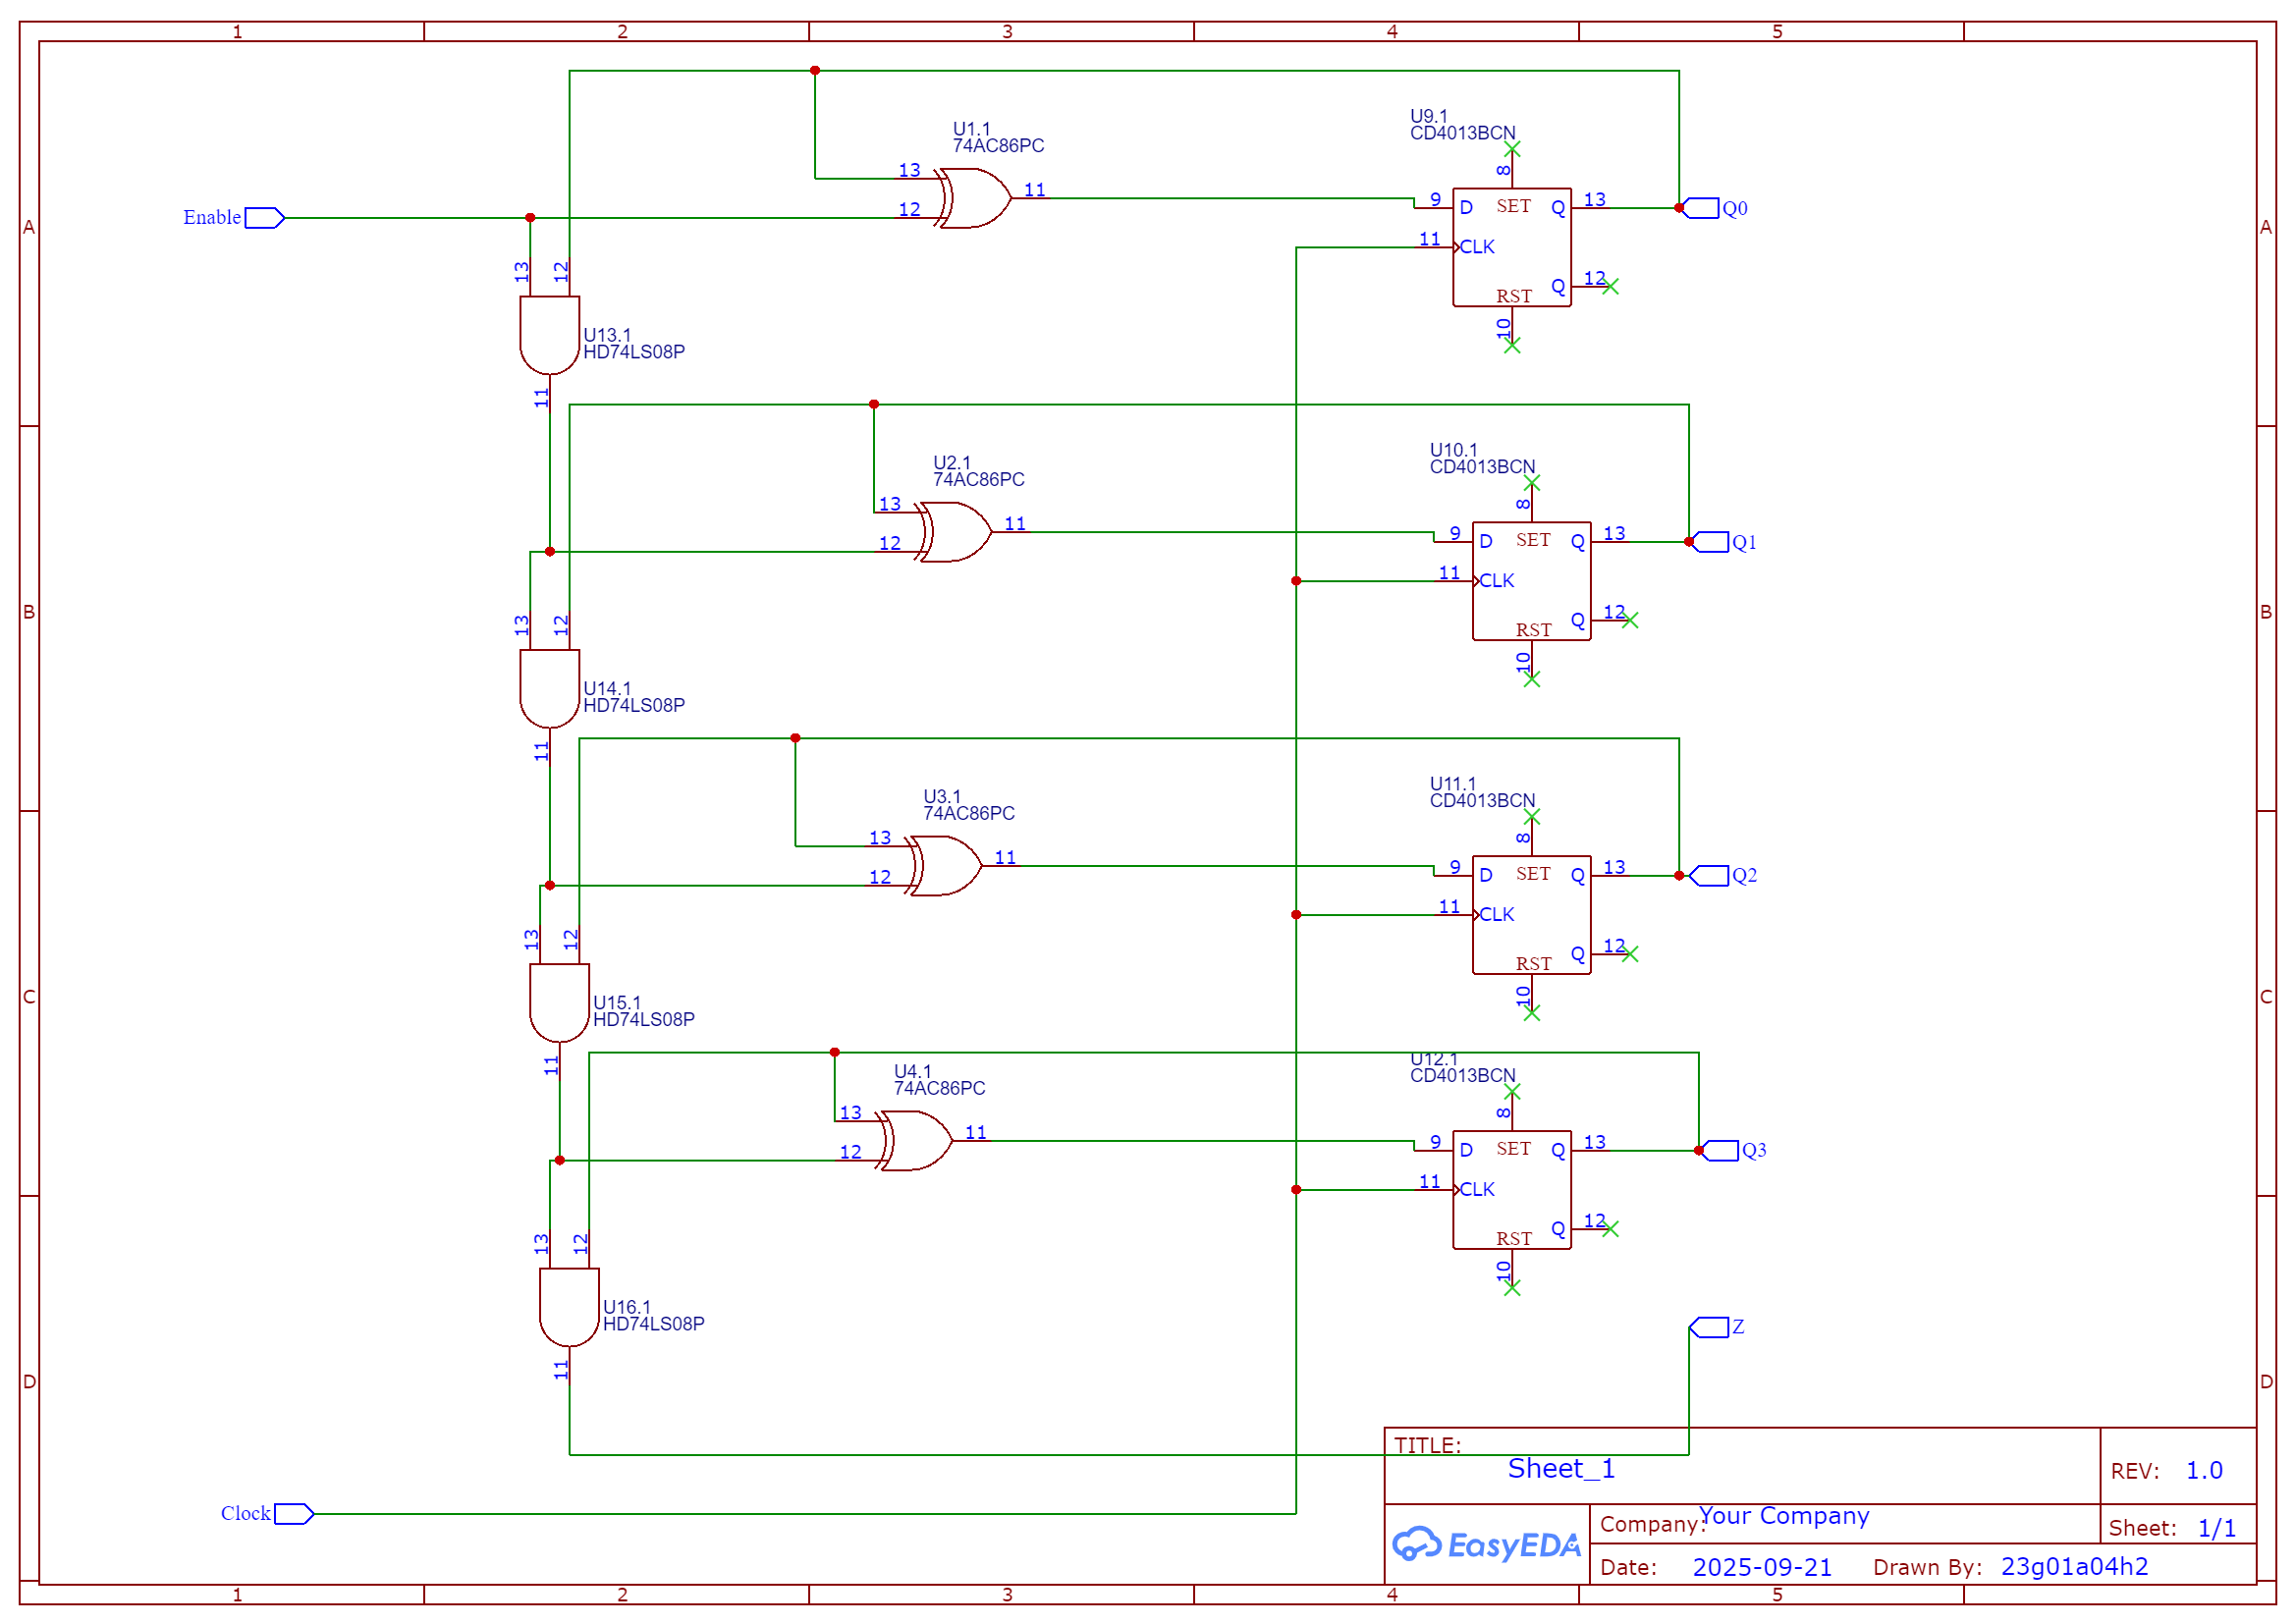 1 2 3 4 5
A A
U1.1
74AC86PC
13
12
11
Enable
U9.1
CD4013BCN
8
9 D SET Q 13
11 CLK
Q 12
RST
10
Q0
13 12
U13.1
HD74LS08P
11
U2.1
74AC86PC
13
12
11
U10.1
CD4013BCN
8
9 D SET Q 13
11 CLK
Q 12
RST
10
Q1
B B
13 12
U14.1
HD74LS08P
11
U3.1
74AC86PC
13
12
11
U11.1
CD4013BCN
8
9 D SET Q 13
11 CLK
Q 12
RST
10
Q2
C C
13 12
U15.1
HD74LS08P
11
U4.1
74AC86PC
13
12
11
U12.1
CD4013BCN
8
9 D SET Q 13
11 CLK
Q 12
RST
10
Q3
13 12
U16.1
HD74LS08P
11
Z
D D
Clock
TITLE:
Sheet_1
REV: 1.0
EasyEDA
Company: Your Company
Sheet: 1/1
Date: 2025-09-21 Drawn By: 23g01a04h2
1 2 3 4 5